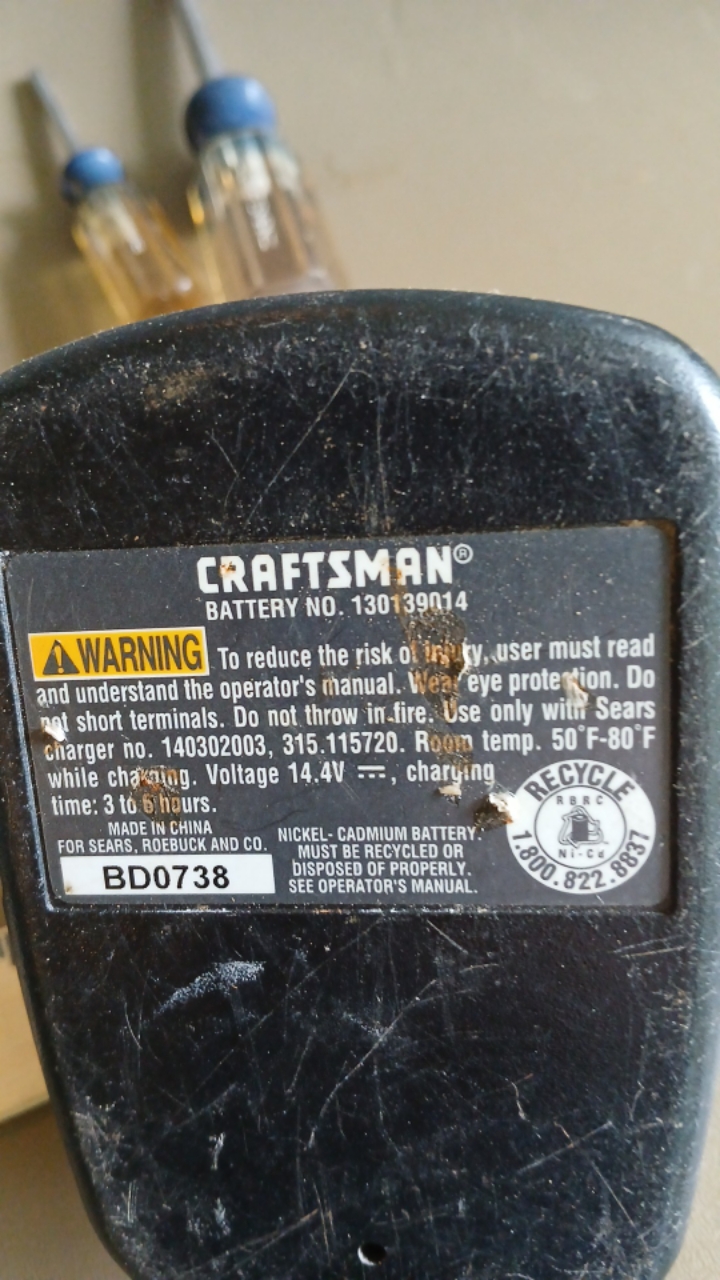 CRAFTSMAN®
BATTERY NO. 130139014
WARNING To reduce the risk of injury, user must read
and understand the operator's manual. Wear eye protection. Do
not short terminals. Do not throw in fire. Use only with Sears
charger no. 140302003, 315.115720. Room temp. 50°F-80°F
while charging. Voltage 14.4V ⎓, charging
time: 3 to 6 hours.
MADE IN CHINA
FOR SEARS, ROEBUCK AND CO.
BD0738
NICKEL- CADMIUM BATTERY.
MUST BE RECYCLED OR
DISPOSED OF PROPERLY.
SEE OPERATOR'S MANUAL.
RECYCLE
RBRC
Ni-Cd
1.800.822.8837